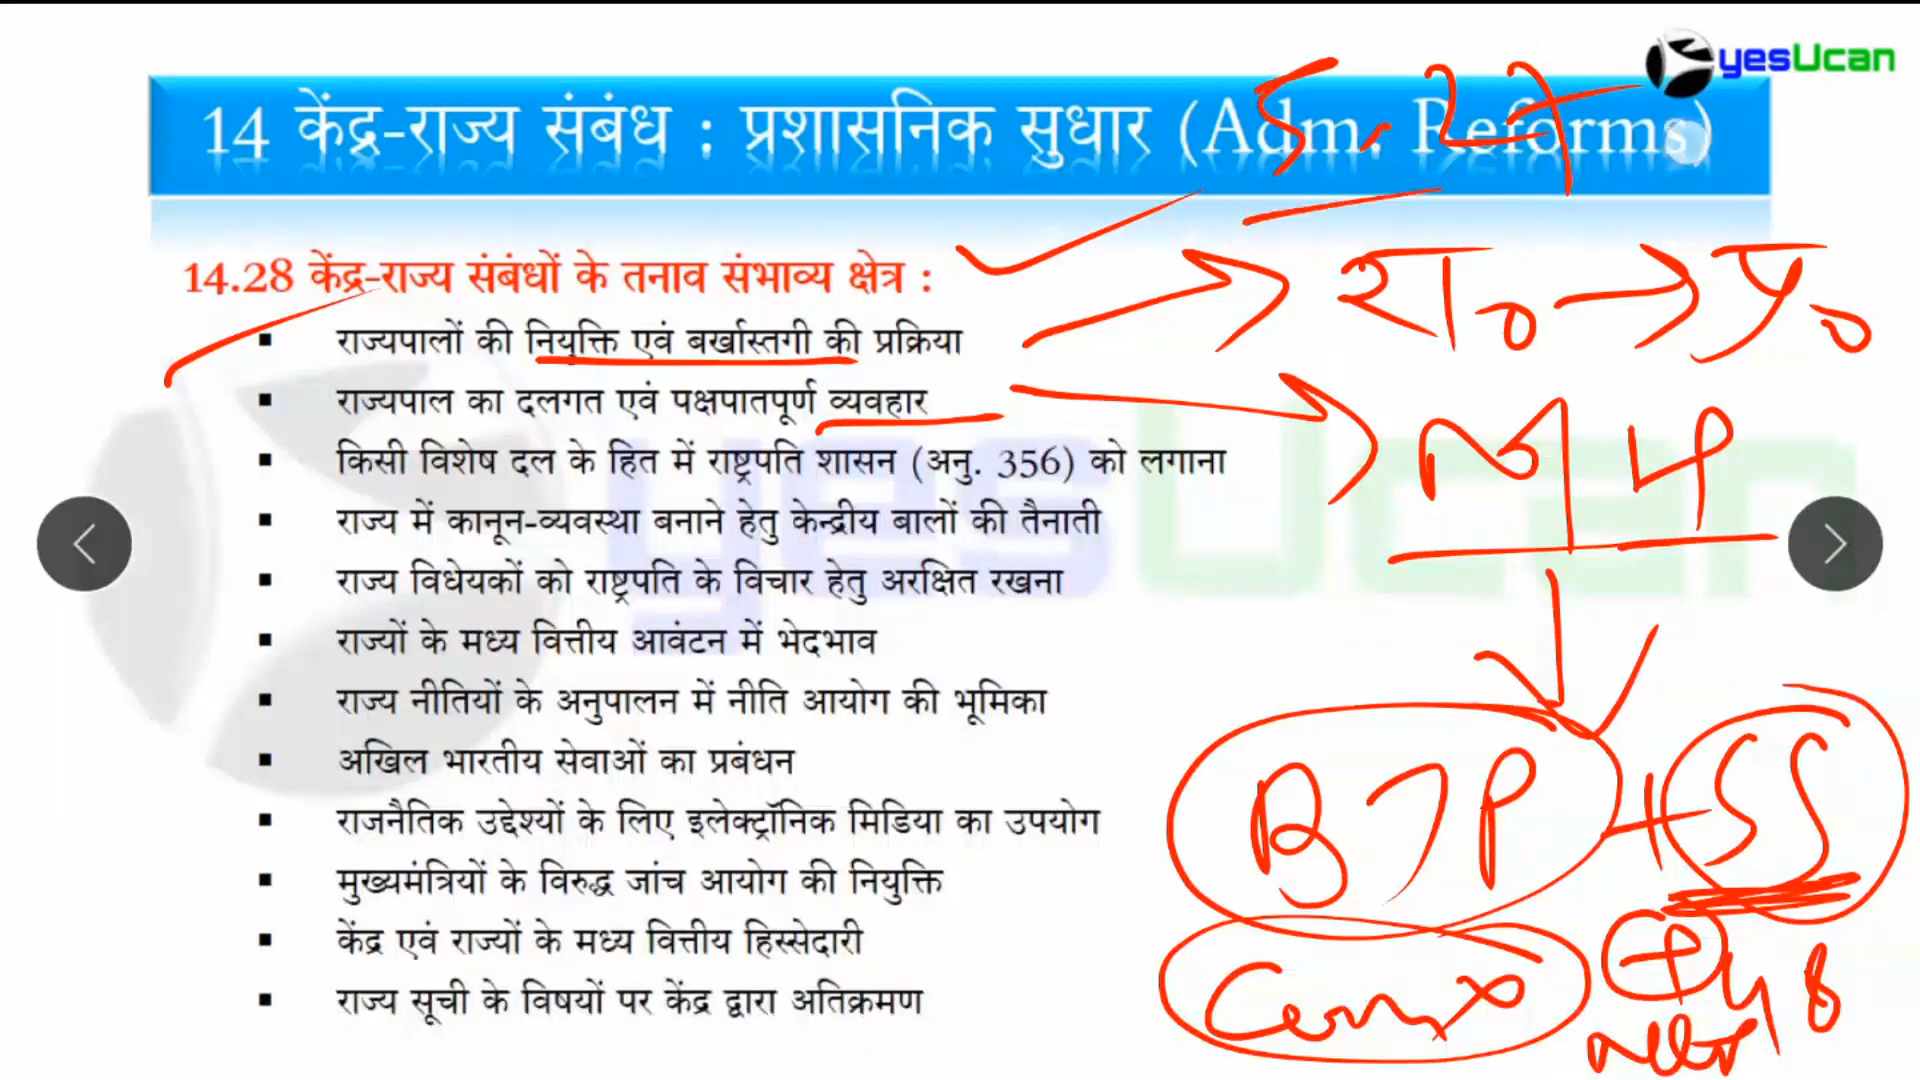 yesUcan
14 केंद्र-राज्य संबंध : प्रशासनिक सुधार (Adm. Reforms)
14.28 केंद्र-राज्य संबंधों के तनाव संभाव्य क्षेत्र :
▪ राज्यपालों की नियुक्ति एवं बर्खास्तगी की प्रक्रिया
▪ राज्यपाल का दलगत एवं पक्षपातपूर्ण व्यवहार
▪ किसी विशेष दल के हित में राष्ट्रपति शासन (अनु. 356) को लगाना
▪ राज्य में कानून-व्यवस्था बनाने हेतु केन्द्रीय बालों की तैनाती
▪ राज्य विधेयकों को राष्ट्रपति के विचार हेतु अरक्षित रखना
▪ राज्यों के मध्य वित्तीय आवंटन में भेदभाव
▪ राज्य नीतियों के अनुपालन में नीति आयोग की भूमिका
▪ अखिल भारतीय सेवाओं का प्रबंधन
▪ राजनैतिक उद्देश्यों के लिए इलेक्ट्रॉनिक मिडिया का उपयोग
▪ मुख्यमंत्रियों के विरुद्ध जांच आयोग की नियुक्ति
▪ केंद्र एवं राज्यों के मध्य वित्तीय हिस्सेदारी
▪ राज्य सूची के विषयों पर केंद्र द्वारा अतिक्रमण
रा० → प्र०
BJP + SS